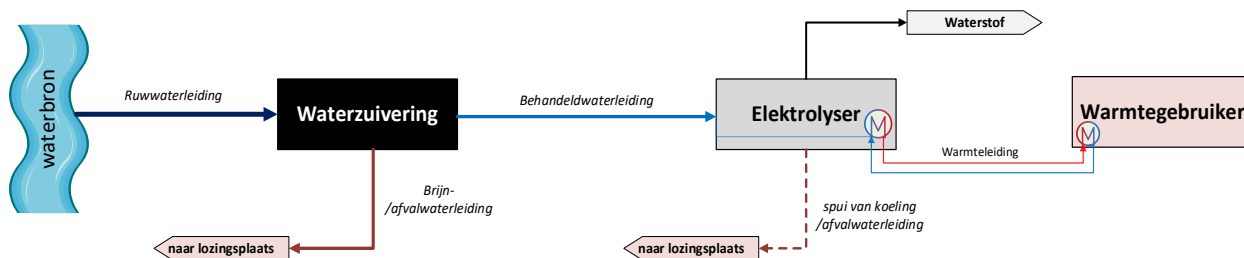 Waterstof
waterbron
Ruwwaterleiding
Waterzuivering
Behandeldwaterleiding
Elektrolyser
Warmtegebruiker
Warmteleiding
Brijn-
/afvalwaterleiding
spui van koeling
/afvalwaterleiding
naar lozingsplaats
naar lozingsplaats